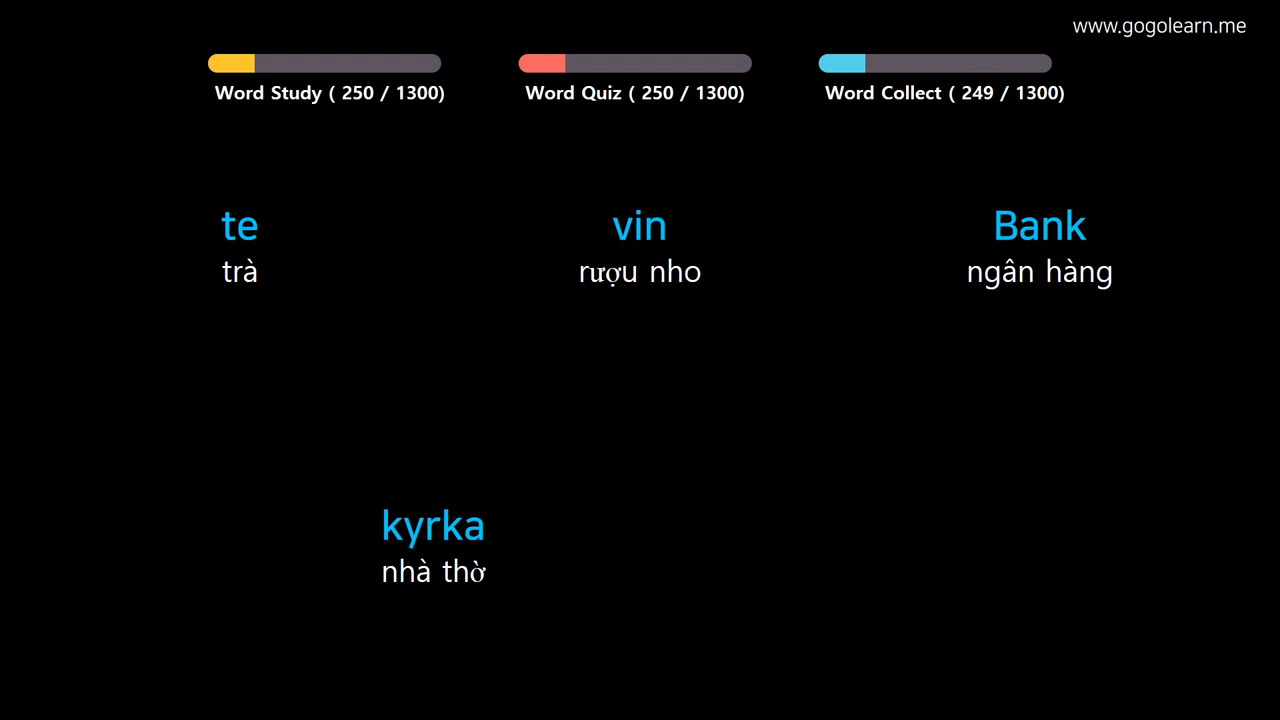 www.gogolearn.me
Word Study ( 250 / 1300)
Word Quiz ( 250 / 1300)
Word Collect ( 249 / 1300)
te
trà
vin
rượu nho
Bank
ngân hàng
kyrka
nhà thờ